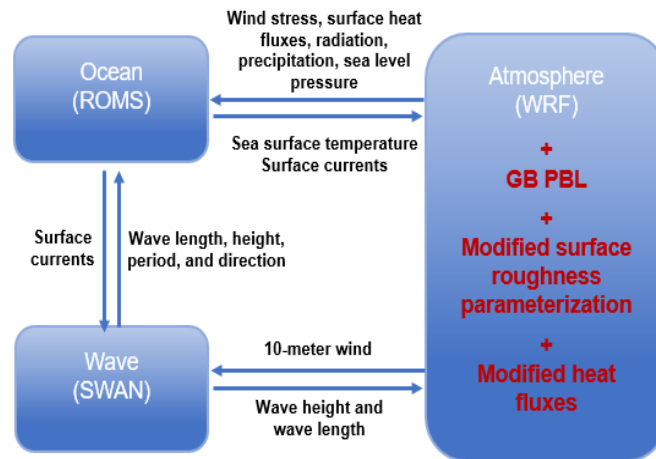 Wind stress, surface heat
fluxes, radiation,
precipitation, sea level
pressure
Ocean
(ROMS)
Atmosphere
(WRF)
Sea surface temperature
Surface currents
+
GB PBL
+
Modified surface
roughness
parameterization
+
Modified heat
fluxes
Surface
currents
Wave length, height,
period, and direction
Wave
(SWAN)
10-meter wind
Wave height and
wave length